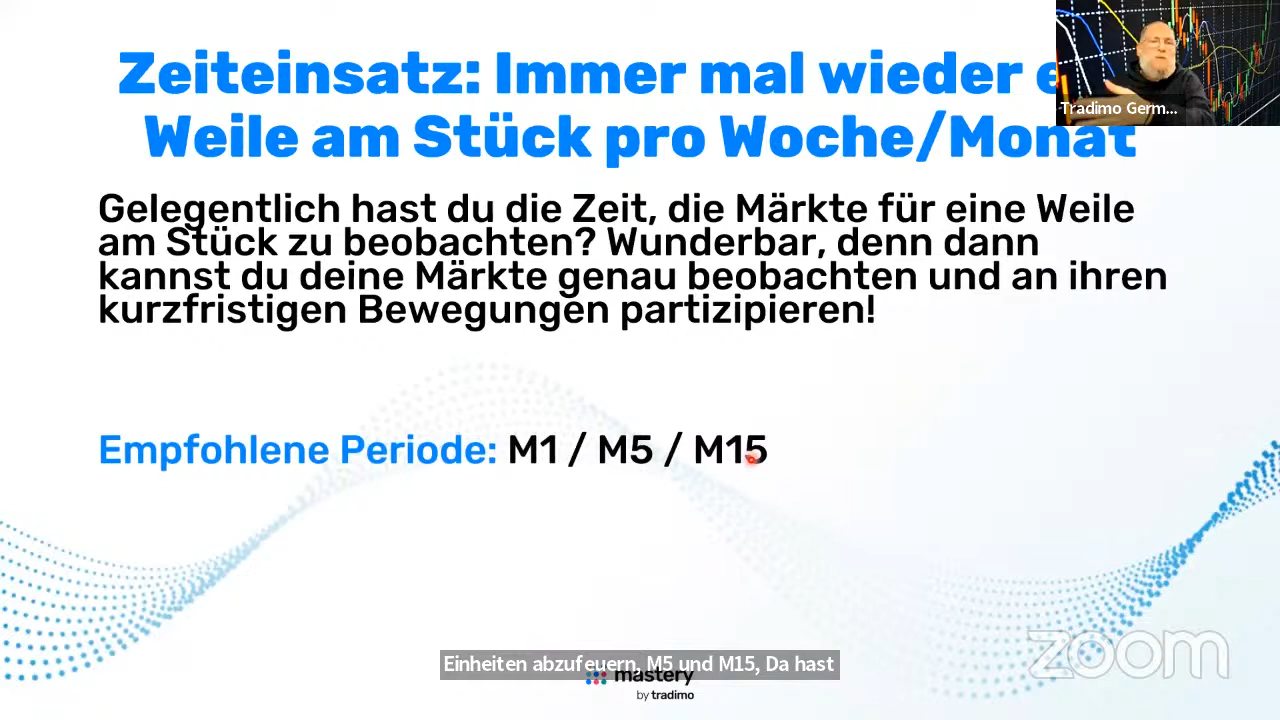 Zeiteinsatz: Immer mal wieder e
Weile am Stück pro Woche/Monat
Tradimo Germ...
Gelegentlich hast du die Zeit, die Märkte für eine Weile
am Stück zu beobachten? Wunderbar, denn dann
kannst du deine Märkte genau beobachten und an ihren
kurzfristigen Bewegungen partizipieren!
Empfohlene Periode: M1 / M5 / M15
zoom
Einheiten abzufeuern, M5 und M15, Da hast
mastery
by tradimo